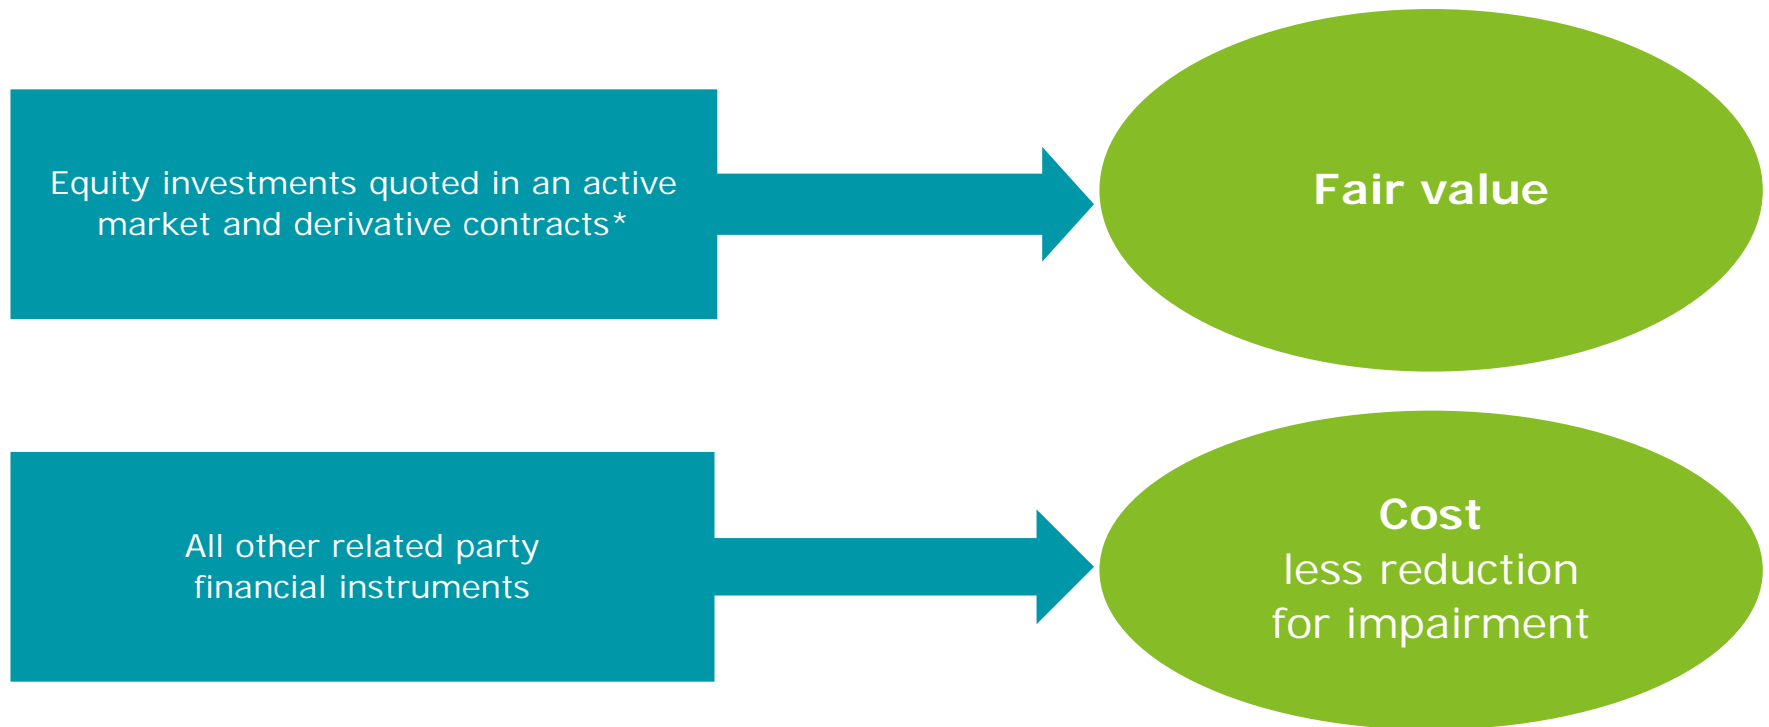 Equity investments quoted in an active
market and derivative contracts*
Fair value
All other related party
financial instruments
Cost
less reduction
for impairment